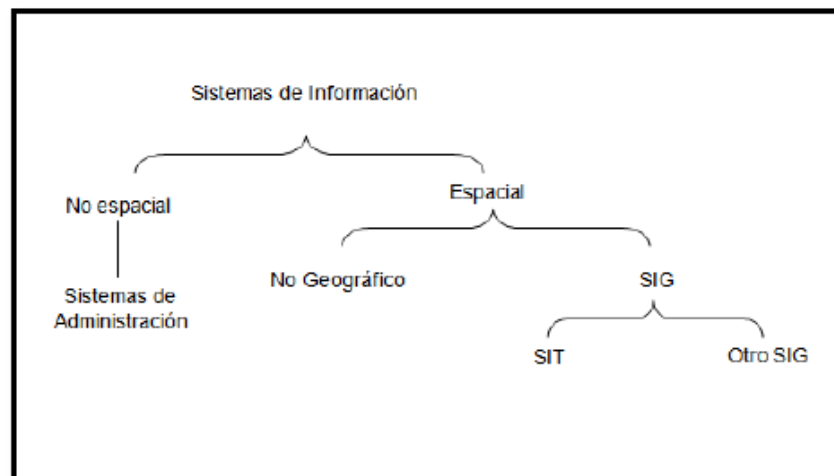 Sistemas de Información
No espacial
Espacial
Sistemas de
Administración
No Geográfico
SIG
SIT
Otro SIG